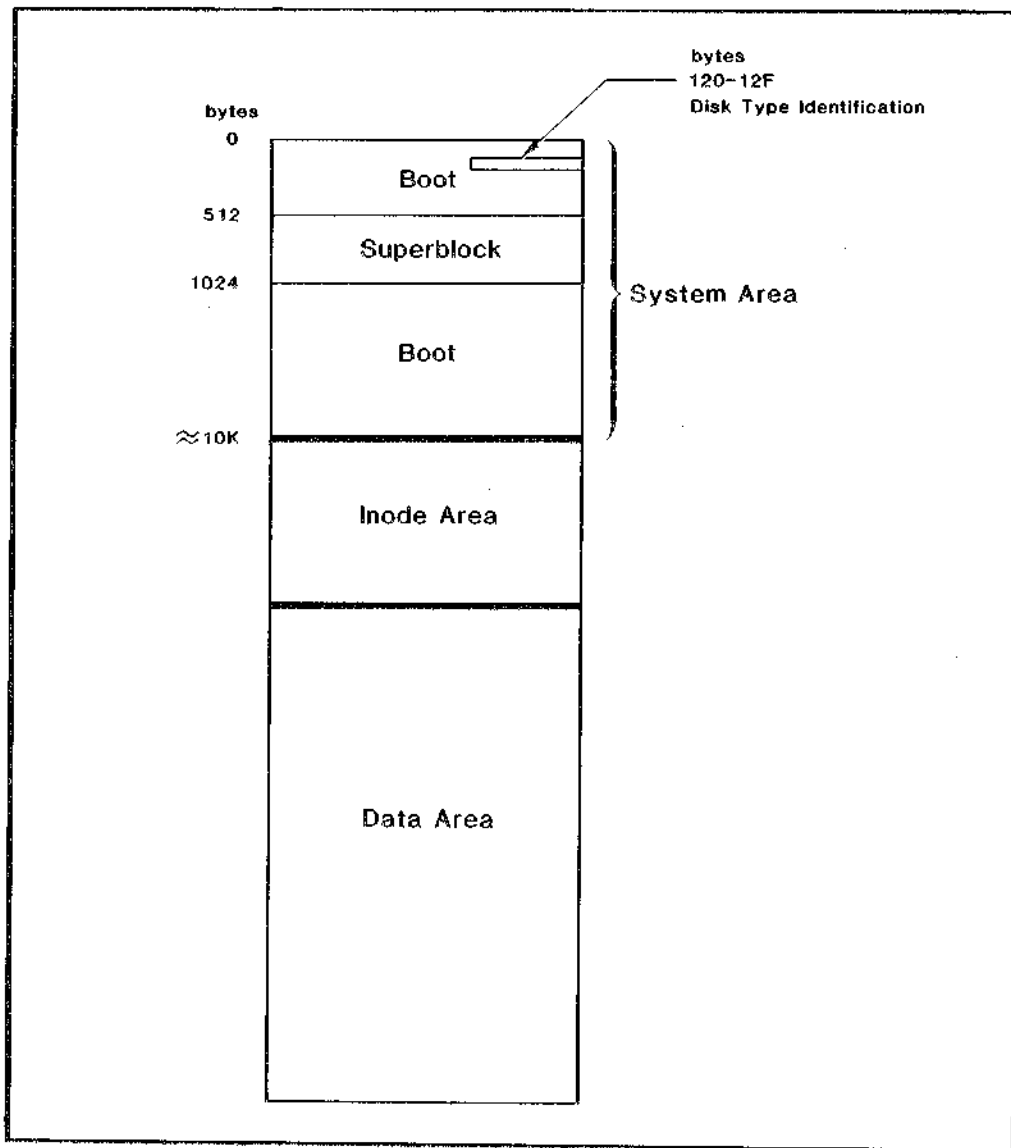 bytes
120-12F
Disk Type Identification
bytes
0
Boot
512
Superblock
1024
System Area
Boot
≈10K
Inode Area
Data Area